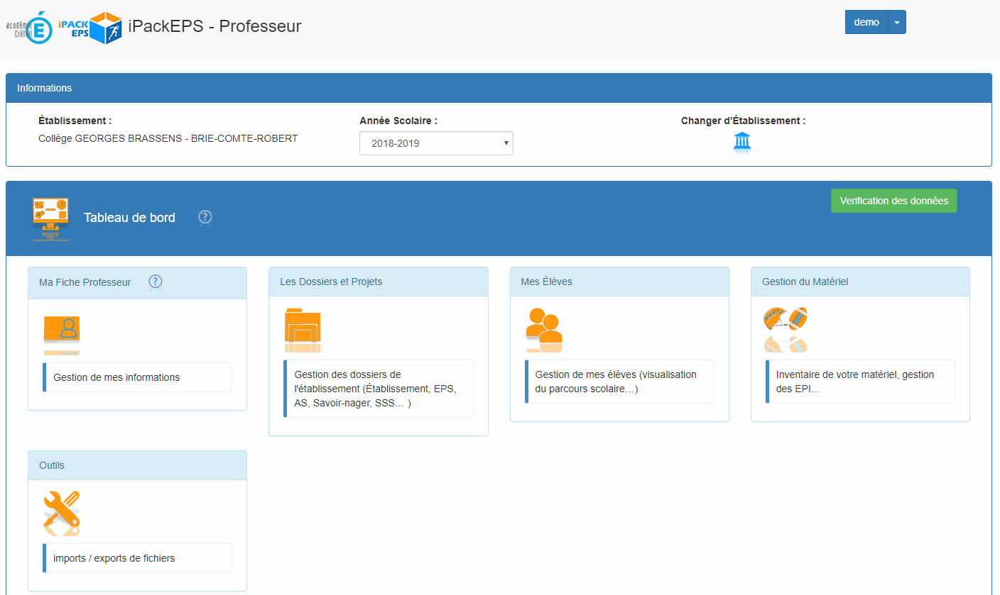 académie
Créteil
iPACK
EPS
iPackEPS - Professeur
demo
Informations
Établissement :
Collège GEORGES BRASSENS - BRIE-COMTE-ROBERT
Année Scolaire :
2018-2019
Changer d'Établissement :
Tableau de bord
?
Verification des données
Ma Fiche Professeur
?
Gestion de mes informations
Les Dossiers et Projets
Gestion des dossiers de
l'établissement (Établissement, EPS,
AS, Savoir-nager, SSS... )
Mes Élèves
Gestion de mes élèves (visualisation
du parcours scolaire...)
Gestion du Matériel
Inventaire de votre matériel, gestion
des EPI...
Outils
imports / exports de fichiers